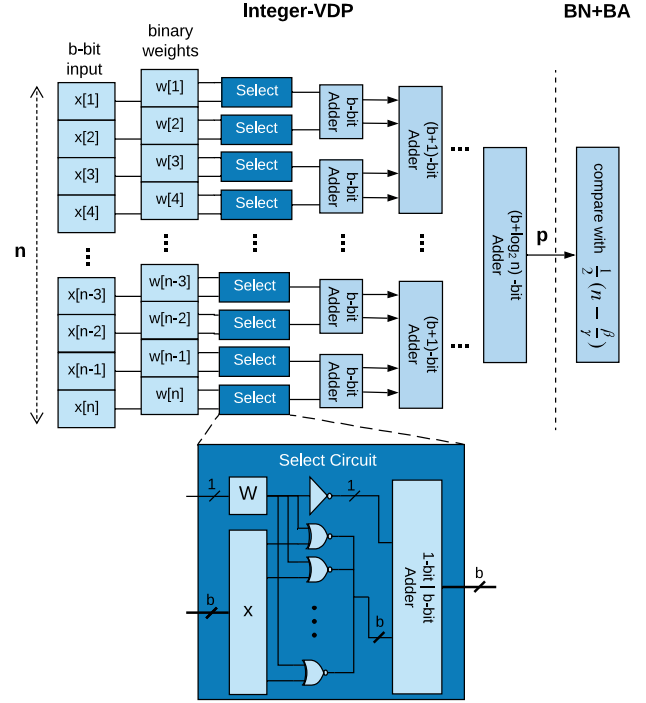 Integer-VDP
BN+BA
b-bit
input
binary
weights
x[1]
x[2]
x[3]
x[4]
w[1]
w[2]
w[3]
w[4]
Select
Select
Select
Select
b-bit
Adder
b-bit
Adder
(b+1)-bit
Adder
n
x[n-3]
x[n-2]
x[n-1]
x[n]
w[n-3]
w[n-2]
w[n-1]
w[n]
Select
Select
Select
Select
b-bit
Adder
b-bit
Adder
(b+1)-bit
Adder
(b+log₂ n) -bit
Adder
p
compare with ½ (n − β/γ)
Select Circuit
1
W
1
b
x
b
1-bit | b-bit
Adder
b